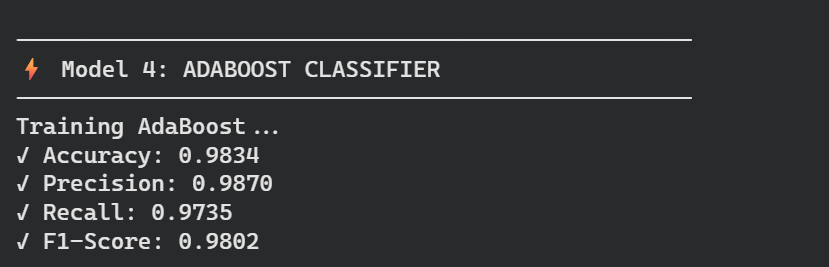 ⚡ Model 4: ADABOOST CLASSIFIER
Training AdaBoost...
✓ Accuracy: 0.9834
✓ Precision: 0.9870
✓ Recall: 0.9735
✓ F1-Score: 0.9802